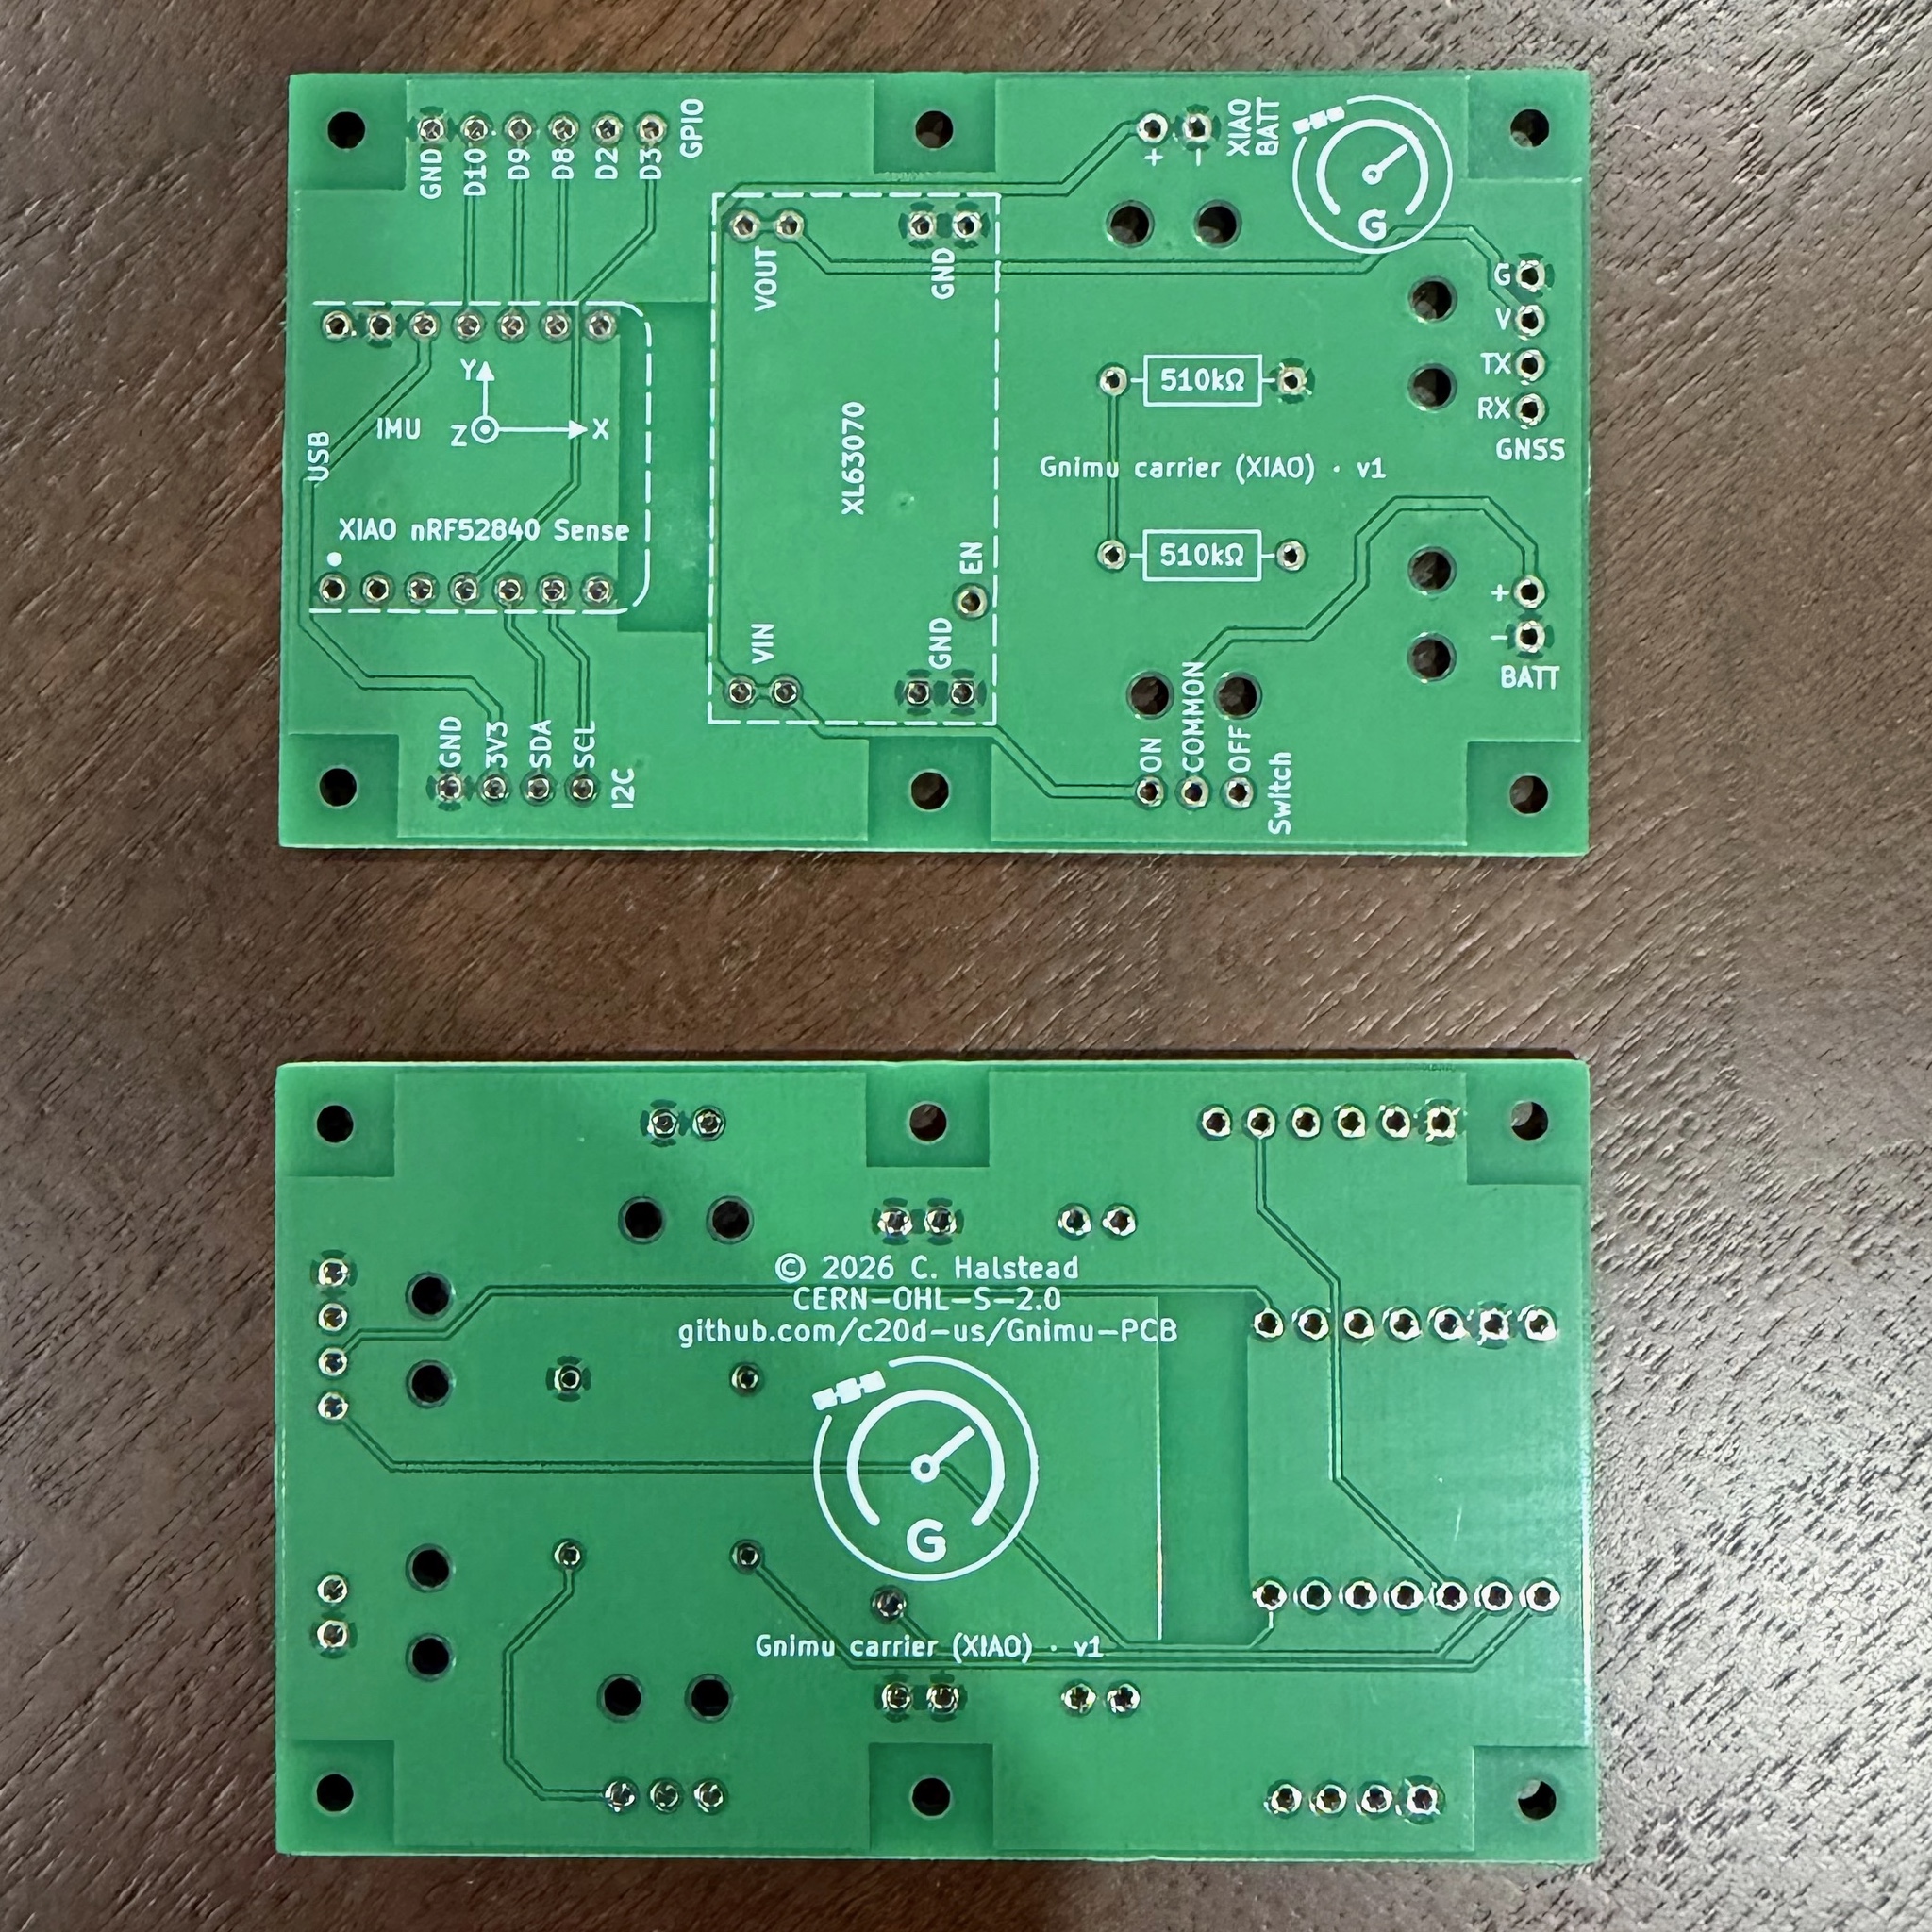 GND
D10
D9
D8
D2
D3
GPIO
+
-
XIAO
BATT
G
VOUT
GND
G
V
TX
RX
GNSS
Y
IMU
Z
X
USB
XIAO nRF52840 Sense
XL63070
510kΩ
Gnimu carrier (XIAO) · v1
510kΩ
EN
VIN
GND
+
-
BATT
GND
3V3
SDA
SCL
I2C
ON
COMMON
OFF
Switch
© 2026 C. Halstead
CERN-OHL-S-2.0
github.com/c20d-us/Gnimu-PCB
G
Gnimu carrier (XIAO) · v1